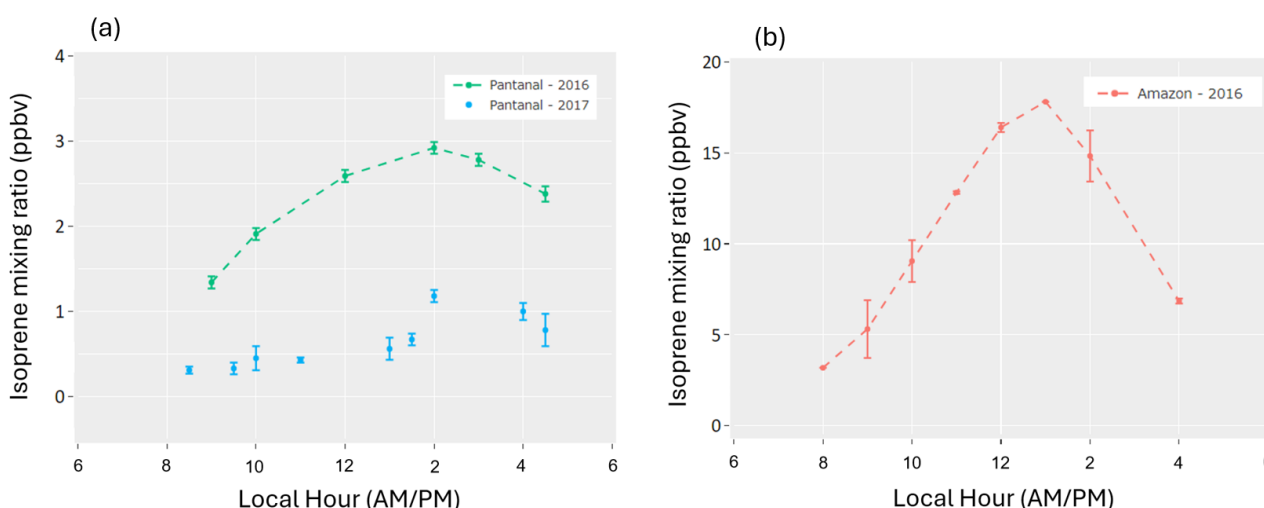 (a)
Isoprene mixing ratio (ppbv)
4
3
2
1
0
Pantanal - 2016
Pantanal - 2017
6 8 10 12 2 4 6
Local Hour (AM/PM)
(b)
Isoprene mixing ratio (ppbv)
20
15
10
5
0
Amazon - 2016
6 8 10 12 2 4
Local Hour (AM/PM)